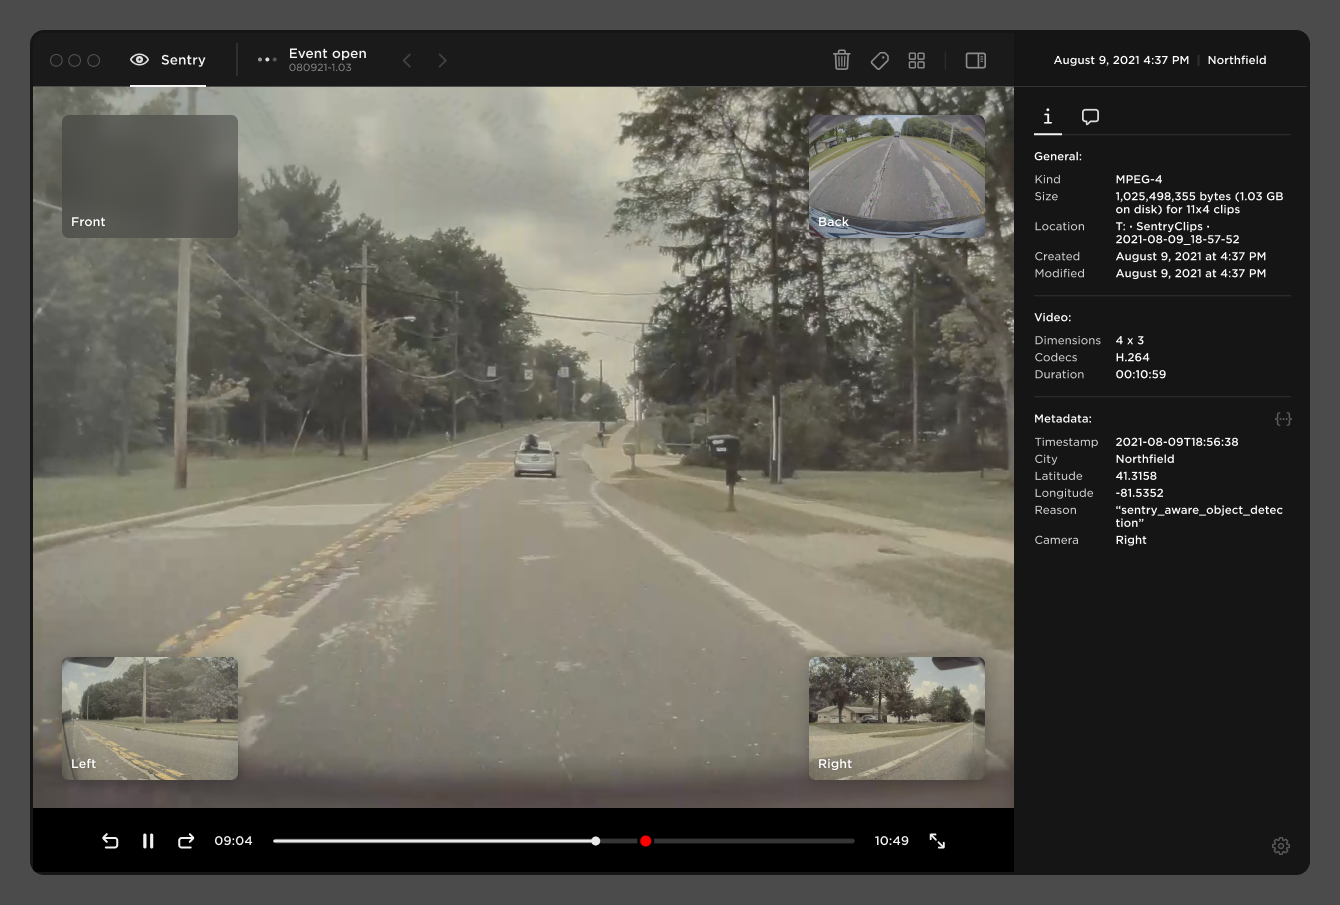 Sentry
Event open
080921-1.03
August 9, 2021 4:37 PM | Northfield
Front
Back
Left
Right
09:04
10:49
General:
Kind MPEG-4
Size 1,025,498,355 bytes (1.03 GB
on disk) for 11x4 clips
Location T: · SentryClips ·
2021-08-09_18-57-52
Created August 9, 2021 at 4:37 PM
Modified August 9, 2021 at 4:37 PM
Video:
Dimensions 4 x 3
Codecs H.264
Duration 00:10:59
Metadata:
Timestamp 2021-08-09T18:56:38
City Northfield
Latitude 41.3158
Longitude -81.5352
Reason “sentry_aware_object_detec
tion”
Camera Right